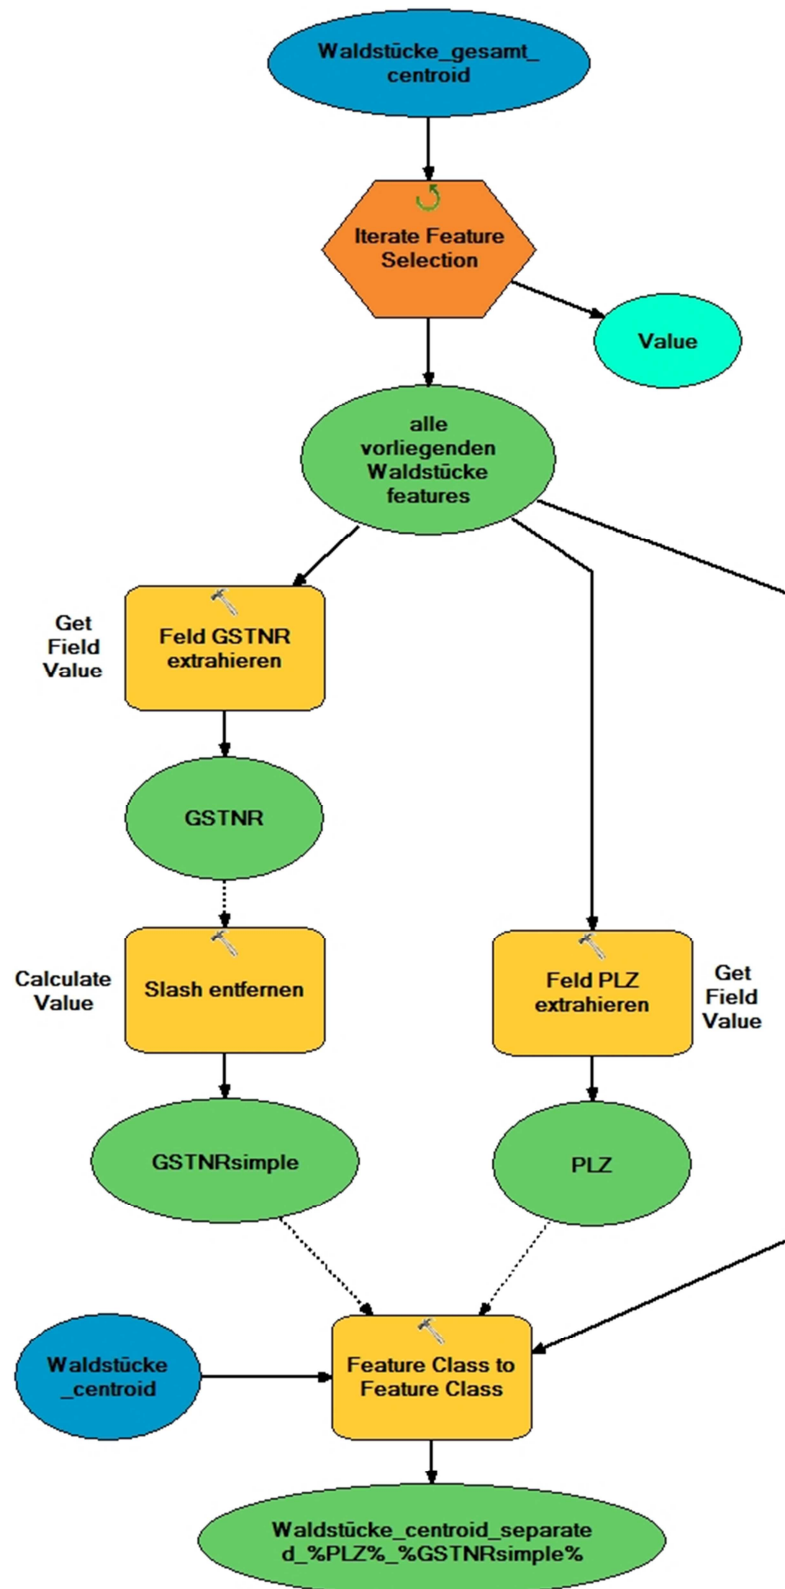 Waldstücke_gesamt_
centroid
Iterate Feature
Selection
Value
alle
vorliegenden
Waldstücke
features
Get
Field
Value
Feld GSTNR
extrahieren
GSTNR
Calculate
Value
Slash entfernen
Feld PLZ
extrahieren
Get
Field
Value
GSTNRsimple
PLZ
Waldstücke
_centroid
Feature Class to
Feature Class
Waldstücke_centroid_separate
d_%PLZ%_%GSTNRsimple%